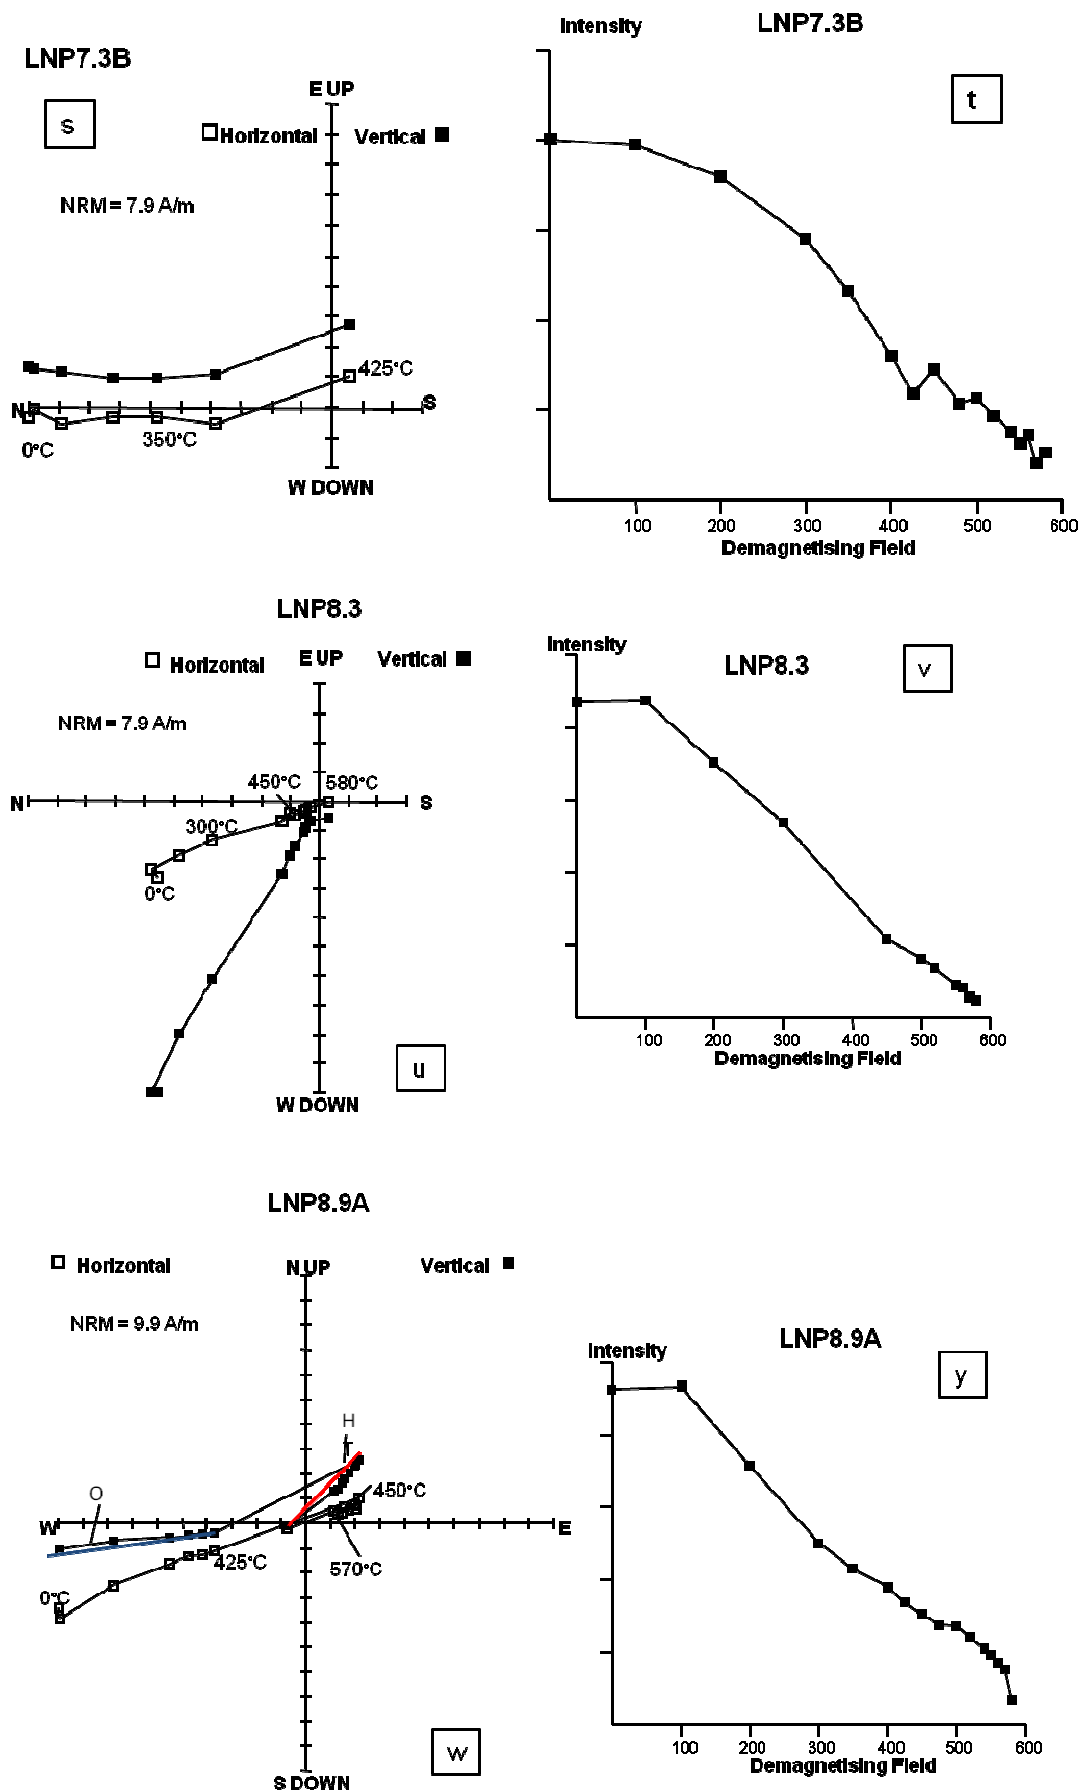 LNP7.3B
s
E UP
Horizontal Vertical
NRM = 7.9 A/m
425°C
N S
350°C
0°C
W DOWN
LNP7.3B
Intensity
t
100 200 300 400 500 600
Demagnetising Field
LNP8.3
Horizontal E UP Vertical
NRM = 7.9 A/m
450°C 580°C
N S
300°C
0°C
u
W DOWN
Intensity
LNP8.3
v
100 200 300 400 500 600
Demagnetising Field
LNP8.9A
Horizontal N UP Vertical
NRM = 9.9 A/m
H
T
O
450°C
W E
425°C
570°C
0°C
w
S DOWN
LNP8.9A
Intensity
y
100 200 300 400 500 600
Demagnetising Field